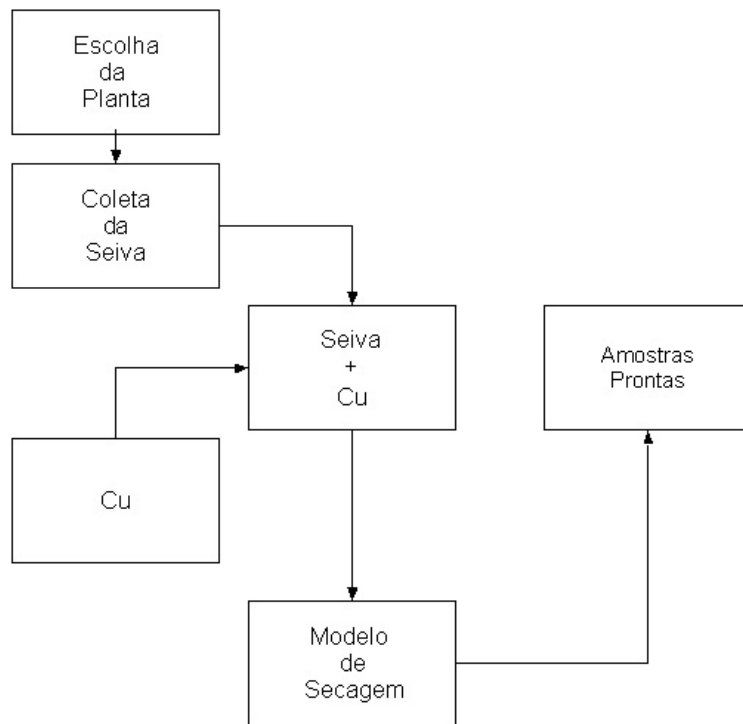 Escolha
da
Planta
Coleta
da
Seiva
Seiva
+
Cu
Amostras
Prontas
Cu
Modelo
de
Secagem